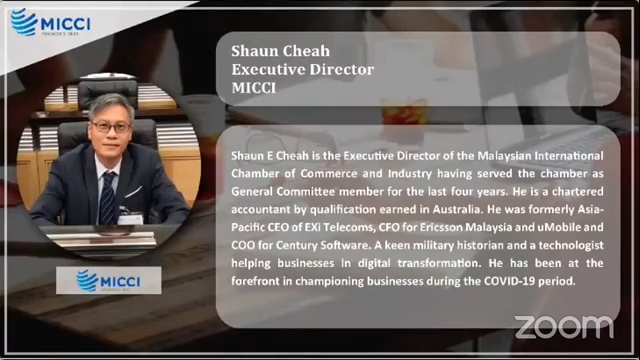 MICCI
Shaun Cheah
Executive Director
MICCI
Shaun E Cheah is the Executive Director of the Malaysian International
Chamber of Commerce and Industry having served the chamber as
General Committee member for the last four years. He is a chartered
accountant by qualification earned in Australia. He was formerly Asia-
Pacific CEO of EXi Telecoms, CFO for Ericsson Malaysia and uMobile and
COO for Century Software. A keen military historian and a technologist
helping businesses in digital transformation. He has been at the
forefront in championing businesses during the COVID-19 period.
MICCI
zoom